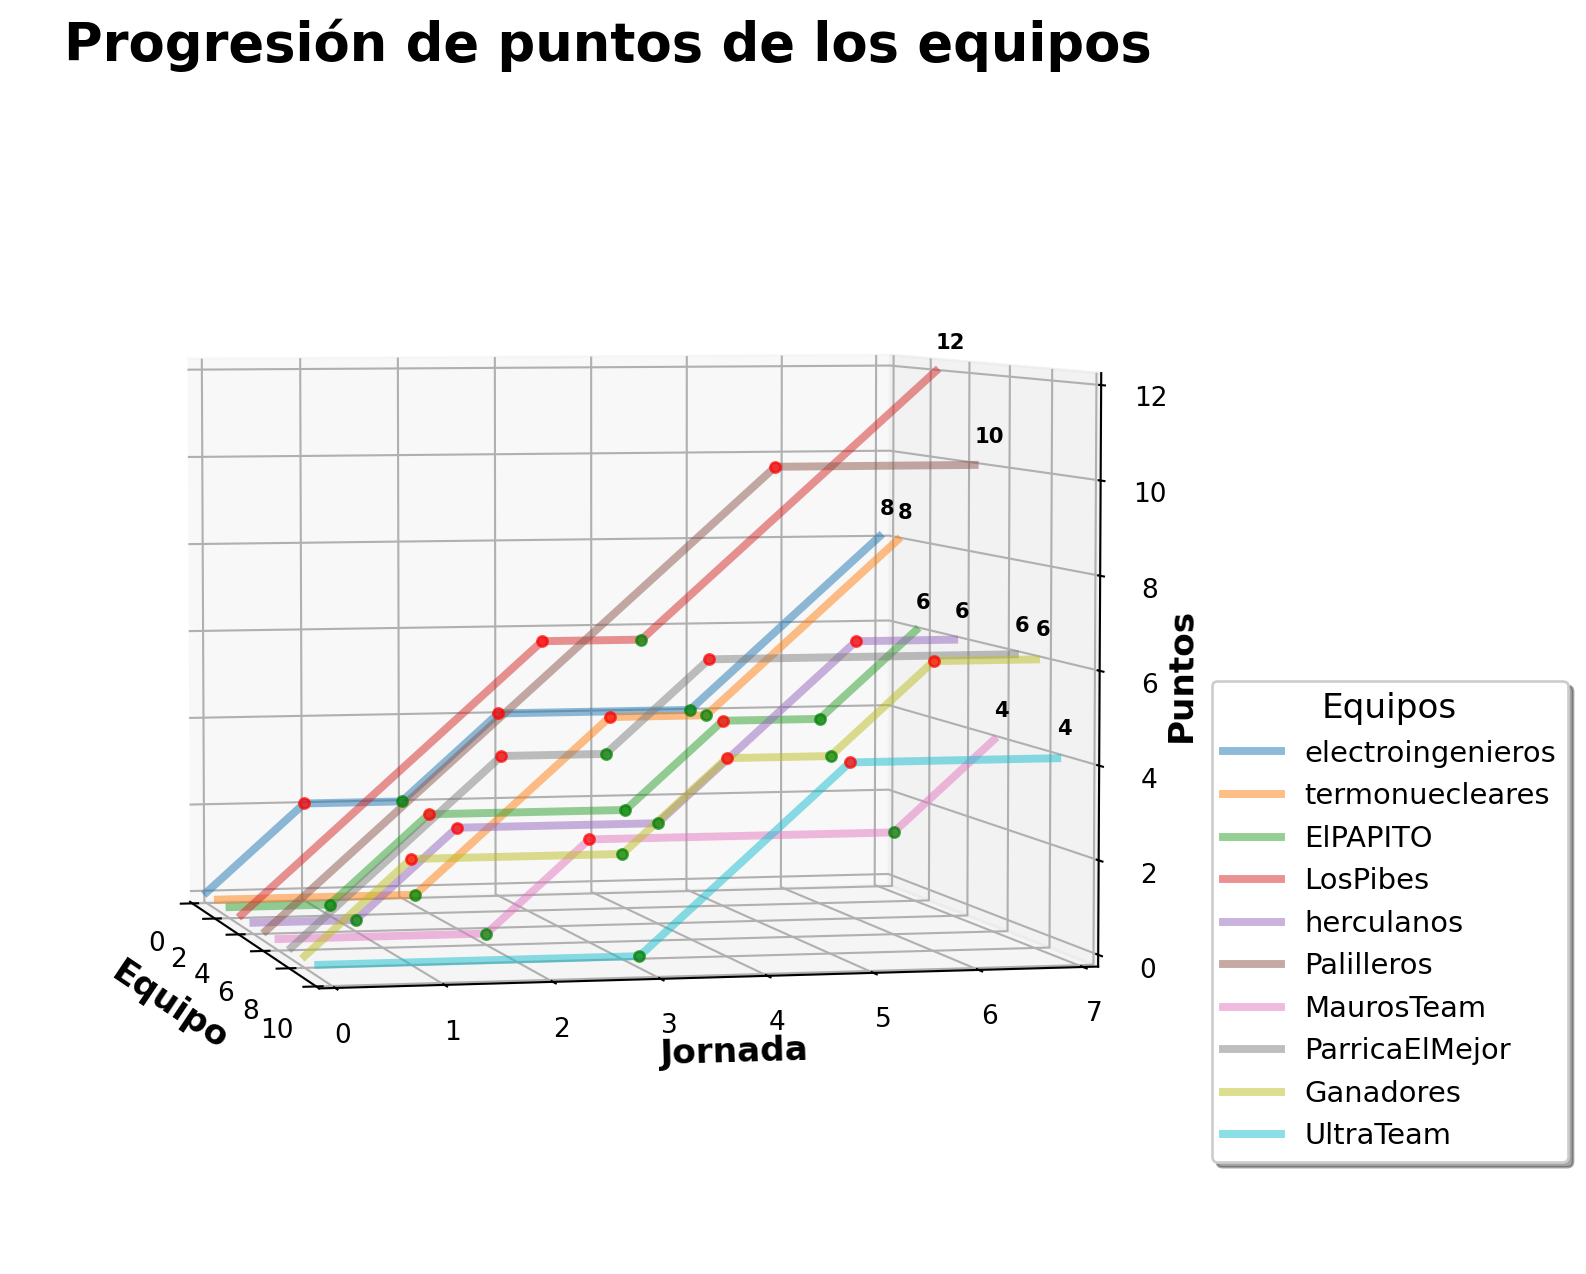 Progresión de puntos de los equipos
12
10
8 8
6 6 6 6
4 4
12
10
8
6
4
2
0
Puntos
0
2
4
6
8
10
Equipo
0 1 2 3 4 5 6 7
Jornada
Equipos
electroingenieros
termonuecleares
ElPAPITO
LosPibes
herculanos
Palilleros
MaurosTeam
ParricaElMejor
Ganadores
UltraTeam